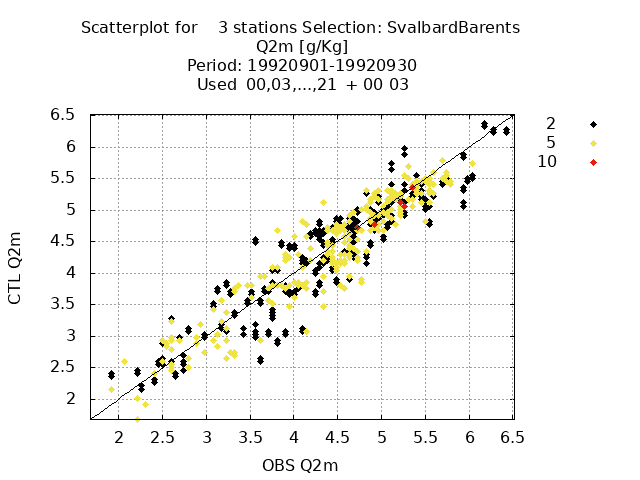 Scatterplot for 3 stations Selection: SvalbardBarents
Q2m [g/Kg]
Period: 19920901-19920930
Used 00,03,...,21 + 00 03
6.5
6
5.5
5
4.5
4
3.5
3
2.5
2
CTL Q2m
2 2.5 3 3.5 4 4.5 5 5.5 6 6.5
OBS Q2m
2
5
10